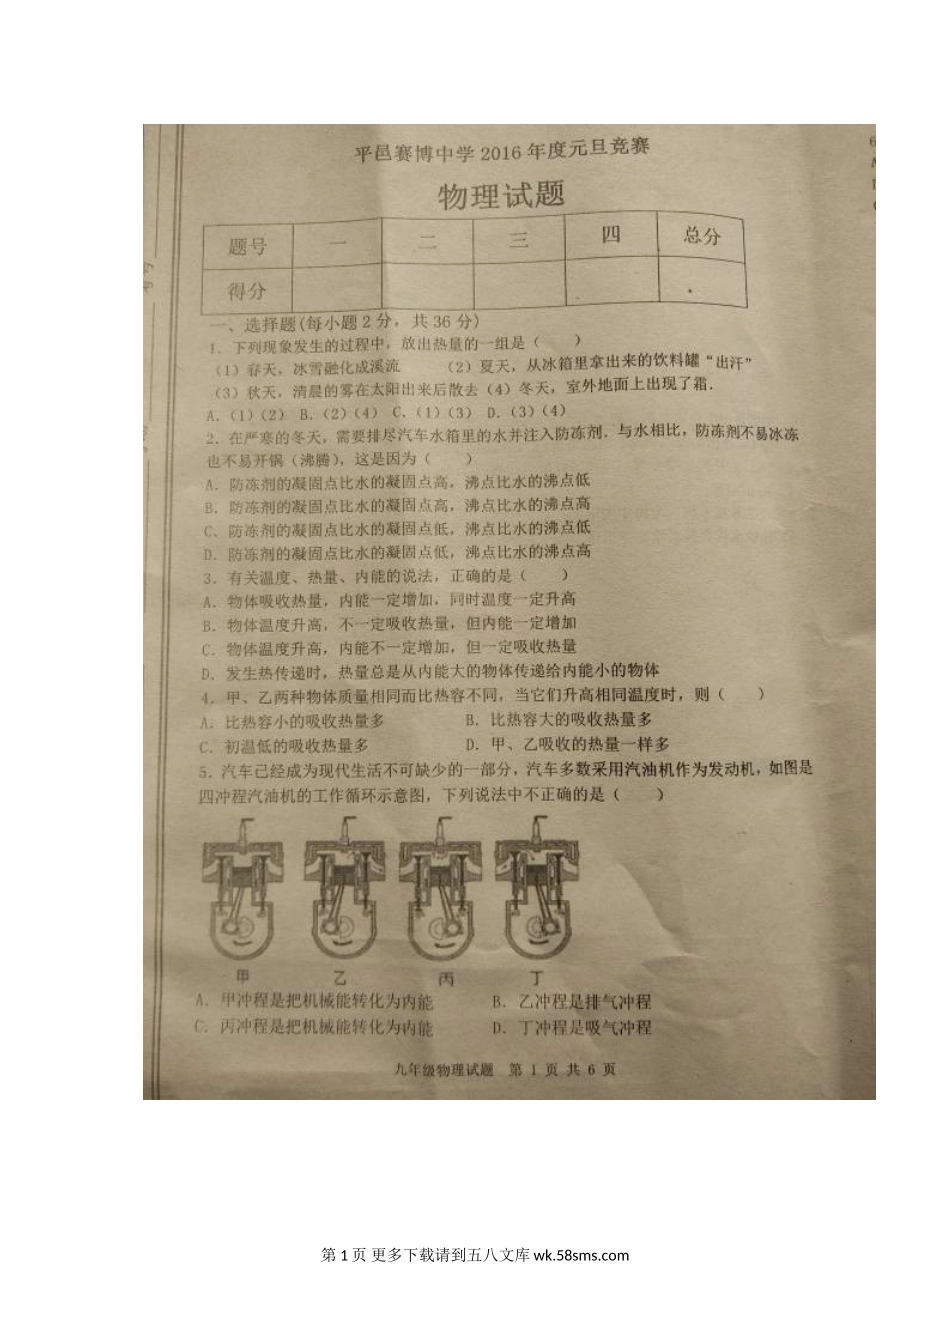 平邑赛博中学 2016 年度元旦竞赛
物理试题
题号 一 二 三 四 总分
得分
一、选择题(每小题 2 分，共 36 分)
1．下列现象发生的过程中，放出热量的一组是（　　）
（1）春天，冰雪融化成溪流　　（2）夏天，从冰箱里拿出来的饮料罐“出汗”
（3）秋天，清晨的雾在太阳出来后散去（4）冬天，室外地面上出现了霜．
A．（1）（2） B．（2）（4） C．（1）（3） D．（3）（4）
2．在严寒的冬天，需要排尽汽车水箱里的水并注入防冻剂．与水相比，防冻剂不易冰冻
也不易开锅（沸腾），这是因为（　　）
A．防冻剂的凝固点比水的凝固点高，沸点比水的沸点低
B．防冻剂的凝固点比水的凝固点高，沸点比水的沸点高
C．防冻剂的凝固点比水的凝固点低，沸点比水的沸点低
D．防冻剂的凝固点比水的凝固点低，沸点比水的沸点高
3．有关温度、热量、内能的说法，正确的是（　　）
A．物体吸收热量，内能一定增加，同时温度一定升高
B．物体温度升高，不一定吸收热量，但内能一定增加
C．物体温度升高，内能不一定增加，但一定吸收热量
D．发生热传递时，热量总是从内能大的物体传递给内能小的物体
4．甲、乙两种物体质量相同而比热容不同，当它们升高相同温度时，则（　　）
A．比热容小的吸收热量多　　B．比热容大的吸收热量多
C．初温低的吸收热量多　　D．甲、乙吸收的热量一样多
5．汽车已经成为现代生活不可缺少的一部分，汽车多数采用汽油机作为发动机，如图是
四冲程汽油机的工作循环示意图，下列说法中不正确的是（　　）
甲 乙 丙 丁
A．甲冲程是把机械能转化为内能　　B．乙冲程是排气冲程
C．丙冲程是把机械能转化为内能　　D．丁冲程是吸气冲程
九年级物理试题　第 1 页 共 6 页
第 1 页 更多下载请到五八文库 wk.58sms.com